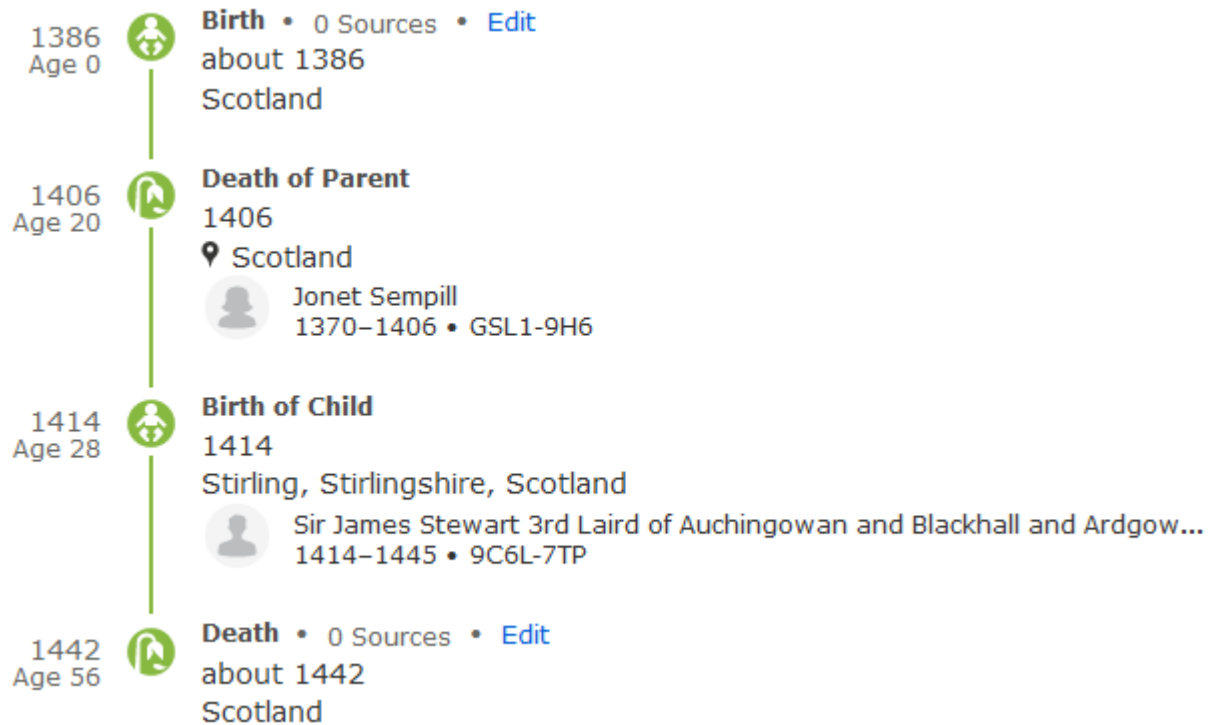 1386
Age 0
Birth • 0 Sources • Edit
about 1386
Scotland
1406
Age 20
Death of Parent
1406
Scotland
Jonet Sempill
1370–1406 • GSL1-9H6
1414
Age 28
Birth of Child
1414
Stirling, Stirlingshire, Scotland
Sir James Stewart 3rd Laird of Auchingowan and Blackhall and Ardgow...
1414–1445 • 9C6L-7TP
1442
Age 56
Death • 0 Sources • Edit
about 1442
Scotland